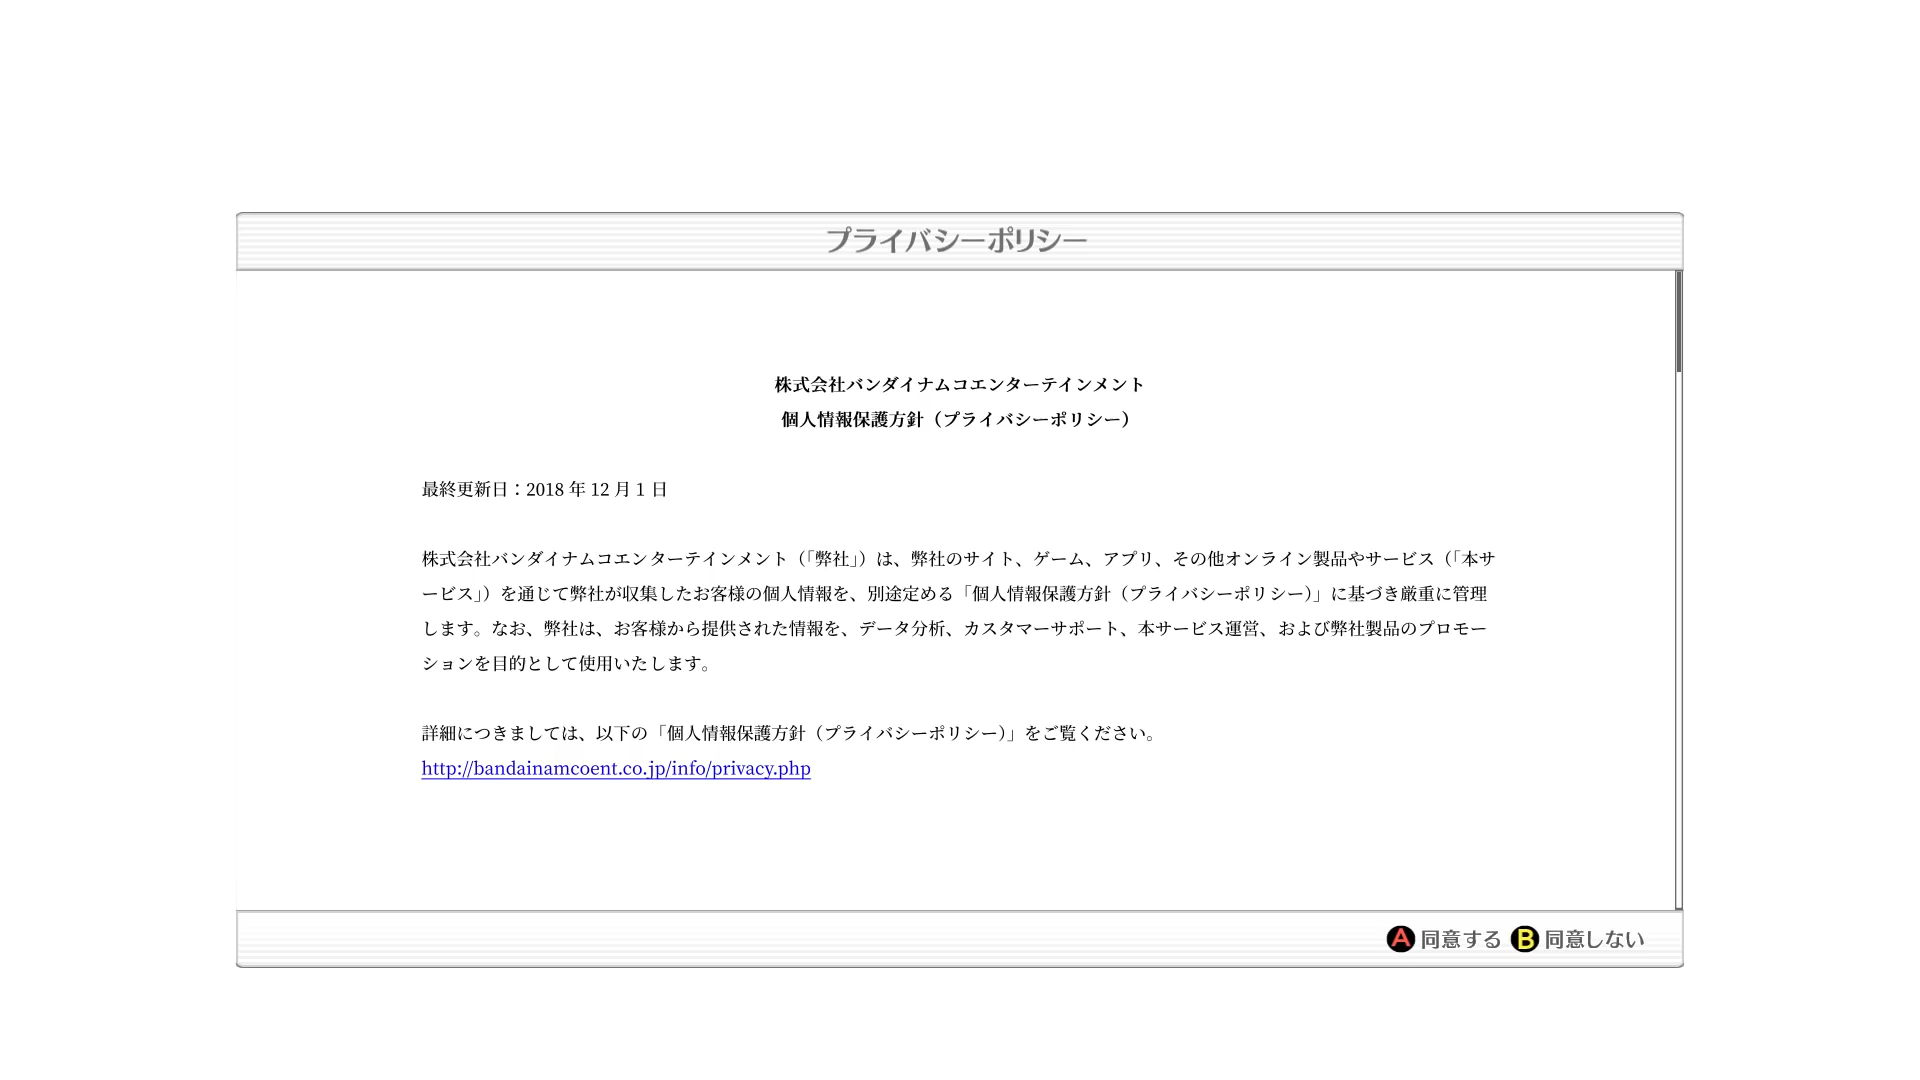 プライバシーポリシー
株式会社バンダイナムコエンターテインメント
個人情報保護方針（プライバシーポリシー）
最終更新日：2018 年 12 月 1 日
株式会社バンダイナムコエンターテインメント（「弊社」）は、弊社のサイト、ゲーム、アプリ、その他オンライン製品やサービス（「本サ
ービス」）を通じて弊社が収集したお客様の個人情報を、別途定める「個人情報保護方針（プライバシーポリシー）」に基づき厳重に管理
します。なお、弊社は、お客様から提供された情報を、データ分析、カスタマーサポート、本サービス運営、および弊社製品のプロモー
ションを目的として使用いたします。
詳細につきましては、以下の「個人情報保護方針（プライバシーポリシー）」をご覧ください。
http://bandainamcoent.co.jp/info/privacy.php
A 同意する B 同意しない